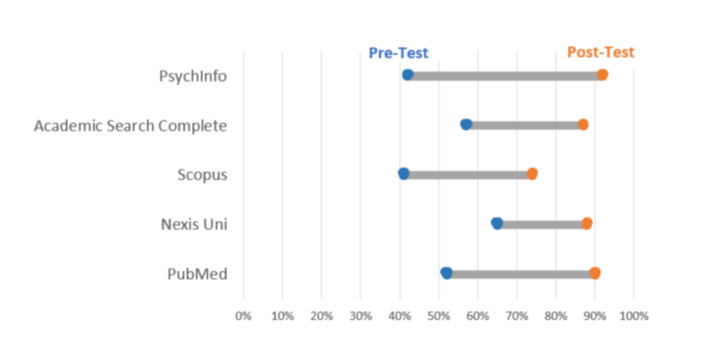 Pre-Test Post-Test
PsychInfo
Academic Search Complete
Scopus
Nexis Uni
PubMed
0% 10% 20% 30% 40% 50% 60% 70% 80% 90% 100%